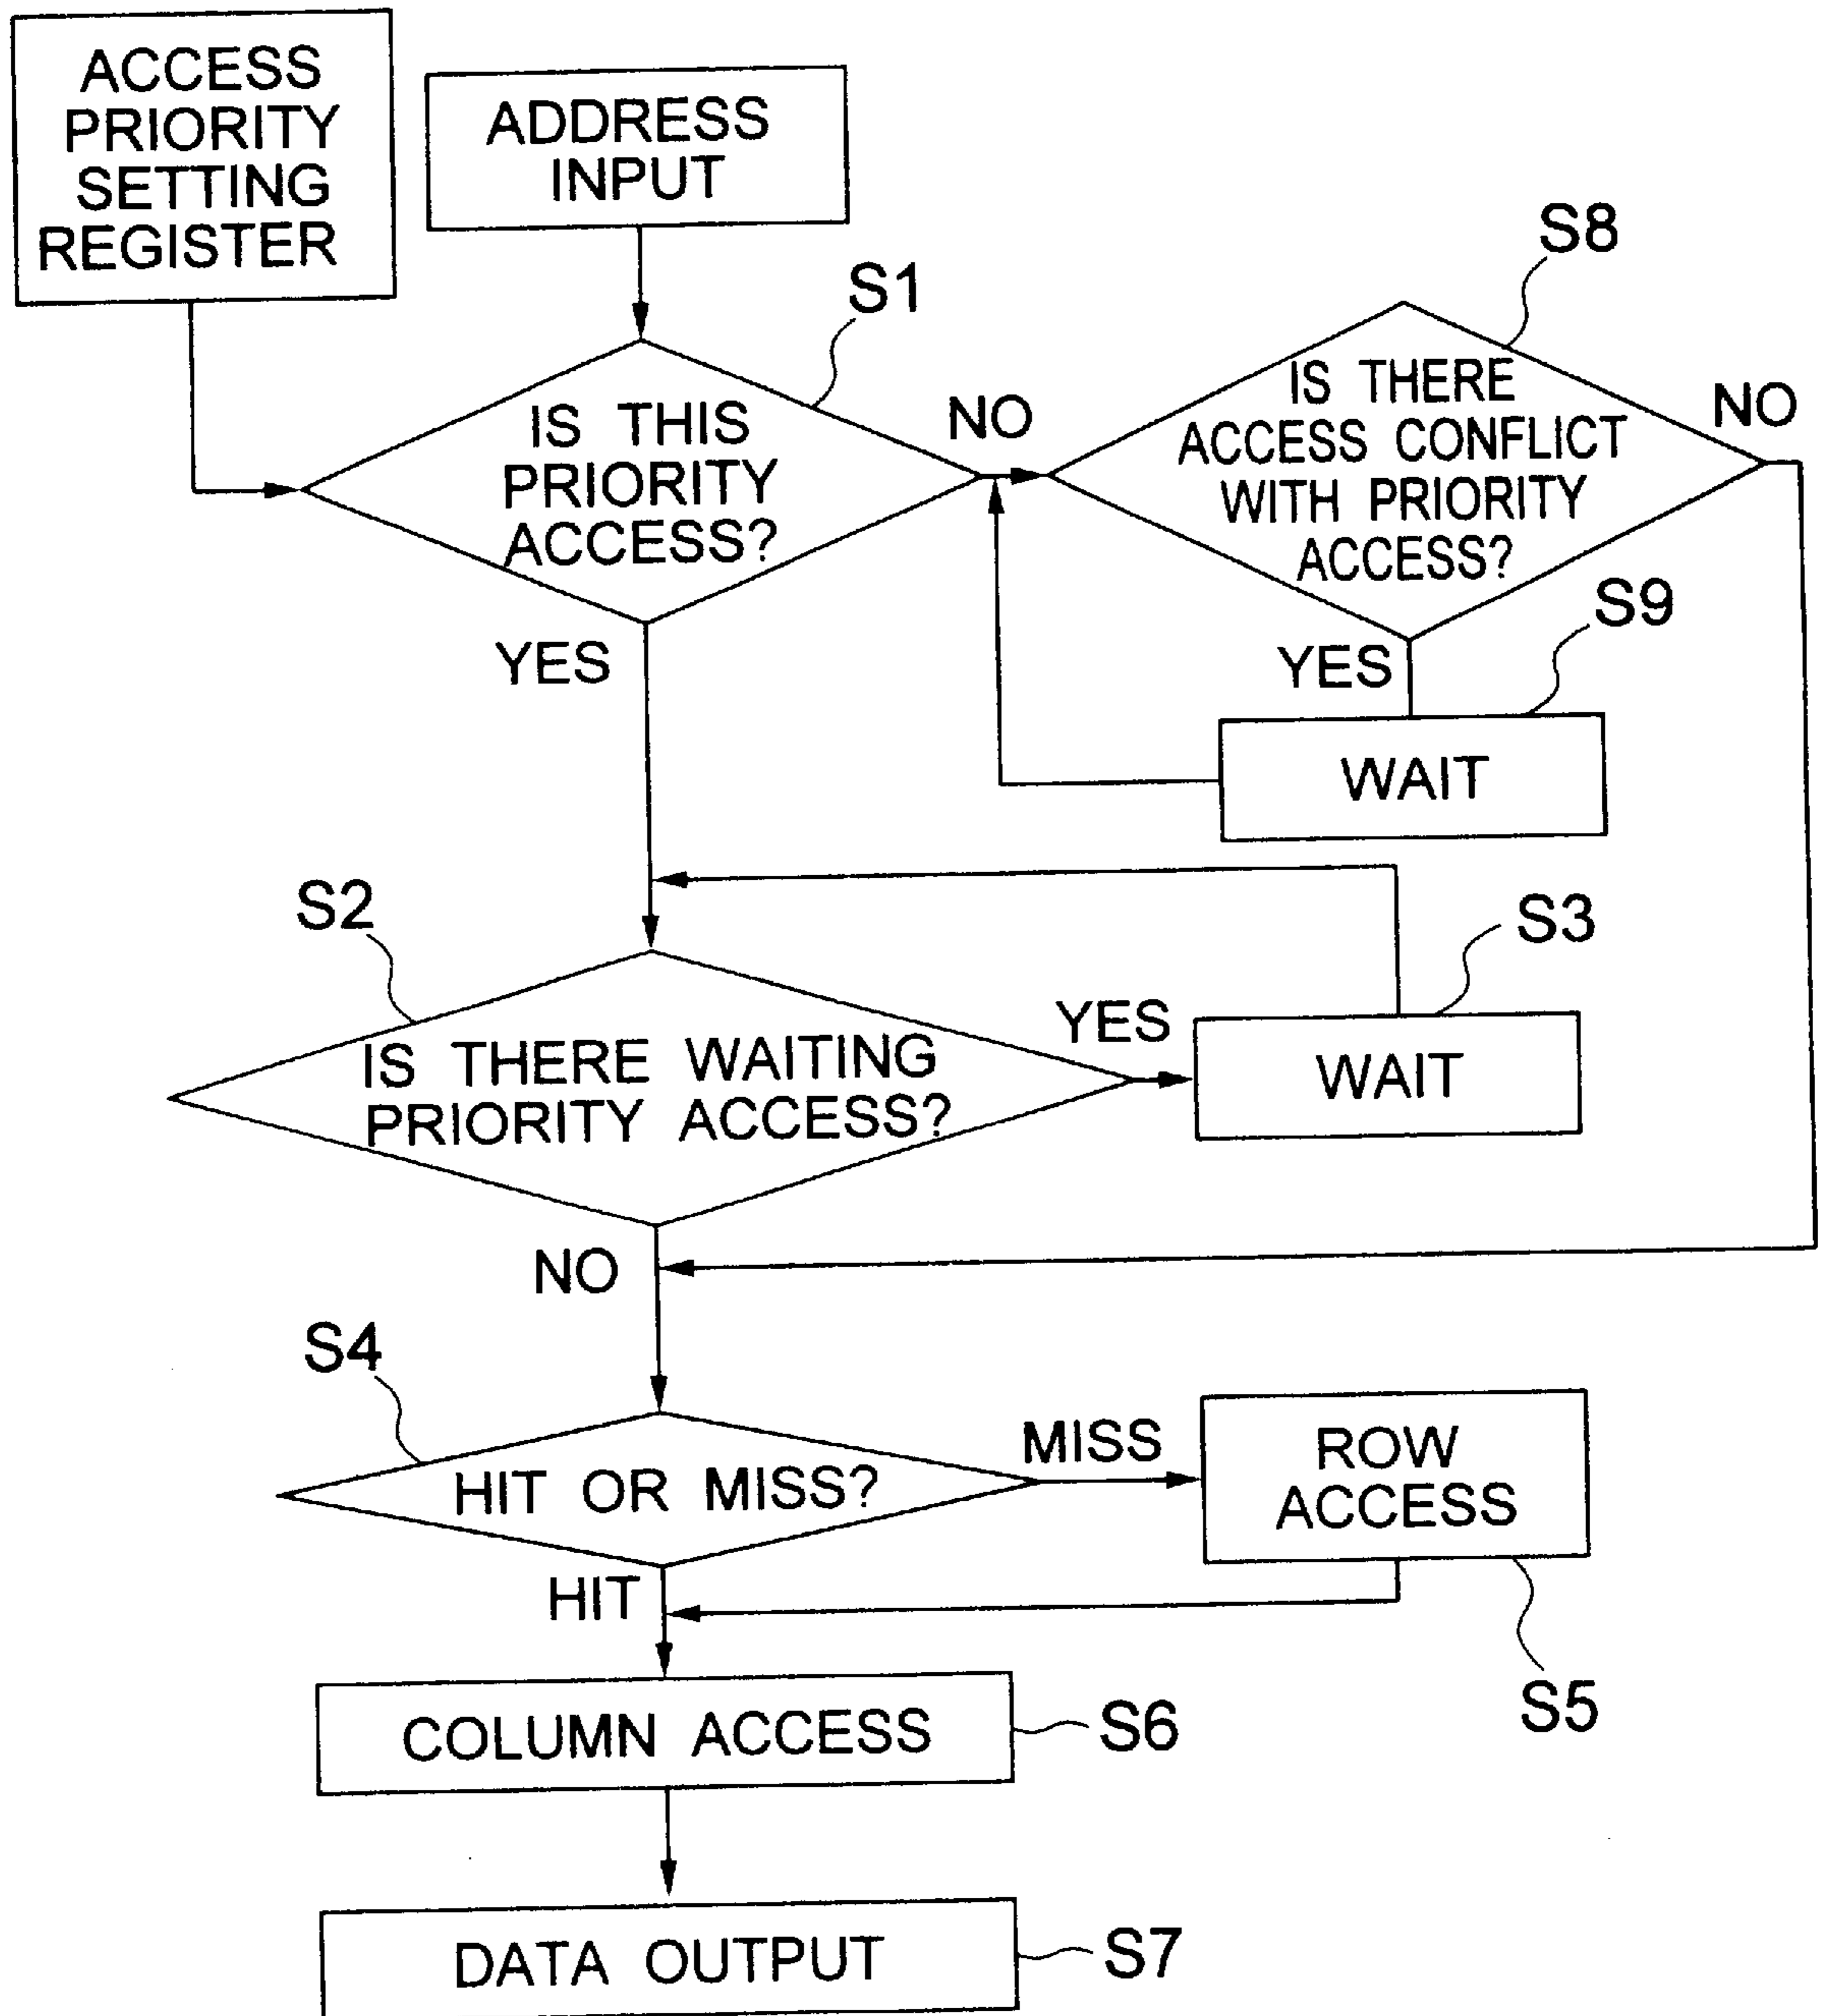 ACCESS
PRIORITY
SETTING
REGISTER
ADDRESS
INPUT
S1
S8
IS THIS
PRIORITY
ACCESS?
NO
IS THERE
ACCESS CONFLICT
WITH PRIORITY
ACCESS?
NO
YES
YES
S9
WAIT
S2
S3
IS THERE WAITING
PRIORITY ACCESS?
YES
WAIT
NO
S4
HIT OR MISS?
MISS
ROW
ACCESS
HIT
S5
COLUMN ACCESS
S6
DATA OUTPUT
S7